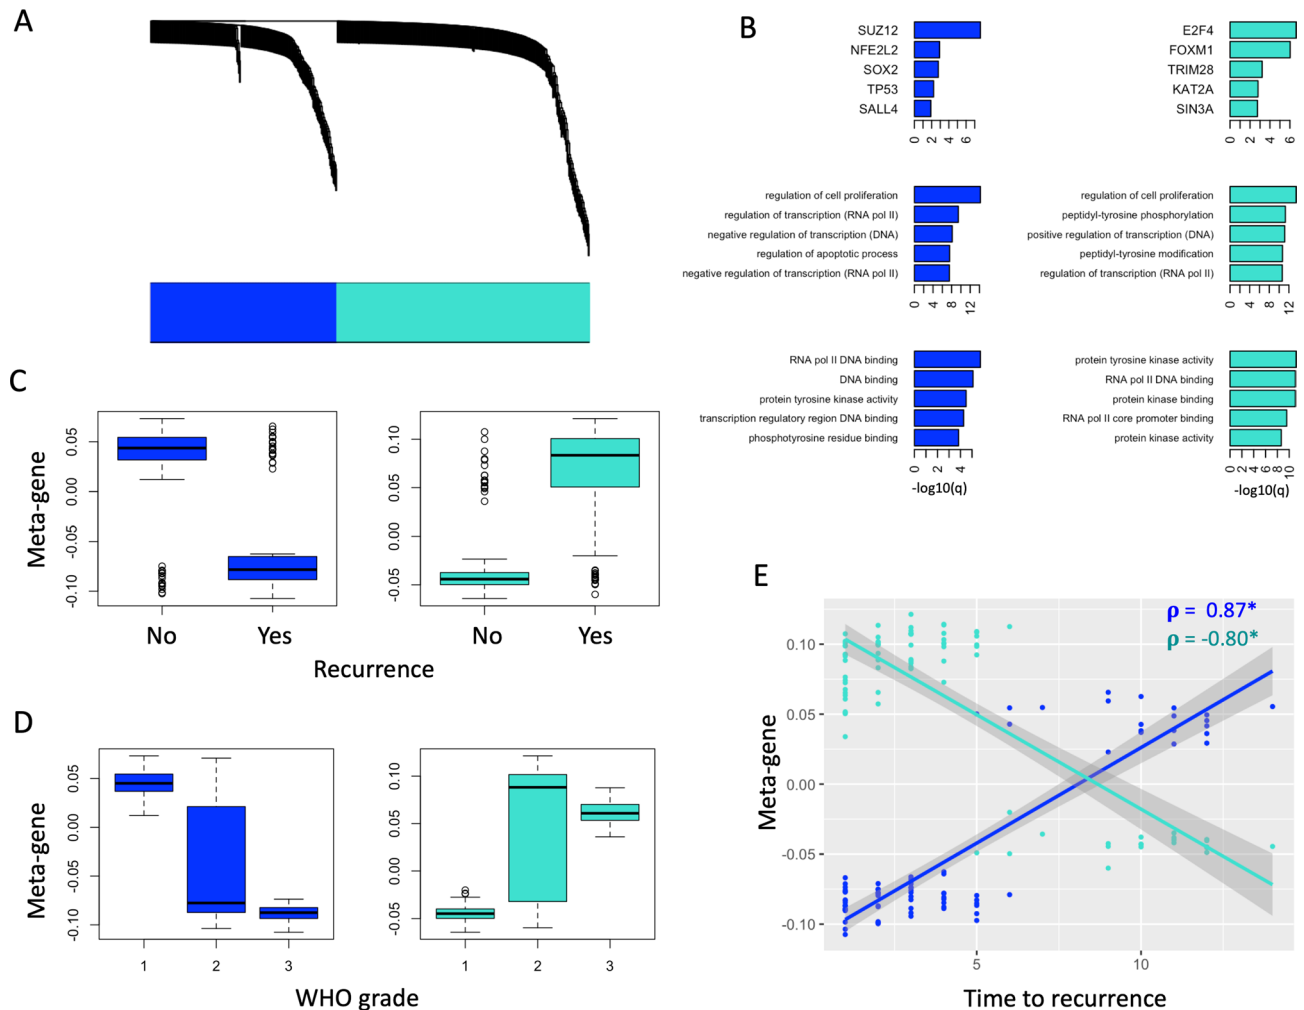 A
B
SUZ12
NFE2L2
SOX2
TP53
SALL4
0 2 4 6
E2F4
FOXM1
TRIM28
KAT2A
SIN3A
0 2 4 6
regulation of cell proliferation
regulation of transcription (RNA pol II)
negative regulation of transcription (DNA)
regulation of apoptotic process
negative regulation of transcription (RNA pol II)
0 4 8 12
regulation of cell proliferation
peptidyl-tyrosine phosphorylation
positive regulation of transcription (DNA)
peptidyl-tyrosine modification
regulation of transcription (RNA pol II)
0 4 8 12
RNA pol II DNA binding
DNA binding
protein tyrosine kinase activity
transcription regulatory region DNA binding
phosphotyrosine residue binding
0 2 4
-log10(q)
protein tyrosine kinase activity
RNA pol II DNA binding
protein kinase binding
RNA pol II core promoter binding
protein kinase activity
0 2 4 6 8 10
-log10(q)
C
Meta-gene
0.05
0.00
-0.05
-0.10
No Yes
0.10
0.05
0.00
-0.05
No Yes
Recurrence
D
Meta-gene
0.05
0.00
-0.05
-0.10
1 2 3
0.10
0.05
0.00
-0.05
1 2 3
WHO grade
E
ρ = 0.87*
ρ = -0.80*
Meta-gene
0.10
0.05
0.00
-0.05
-0.10
5 10
Time to recurrence